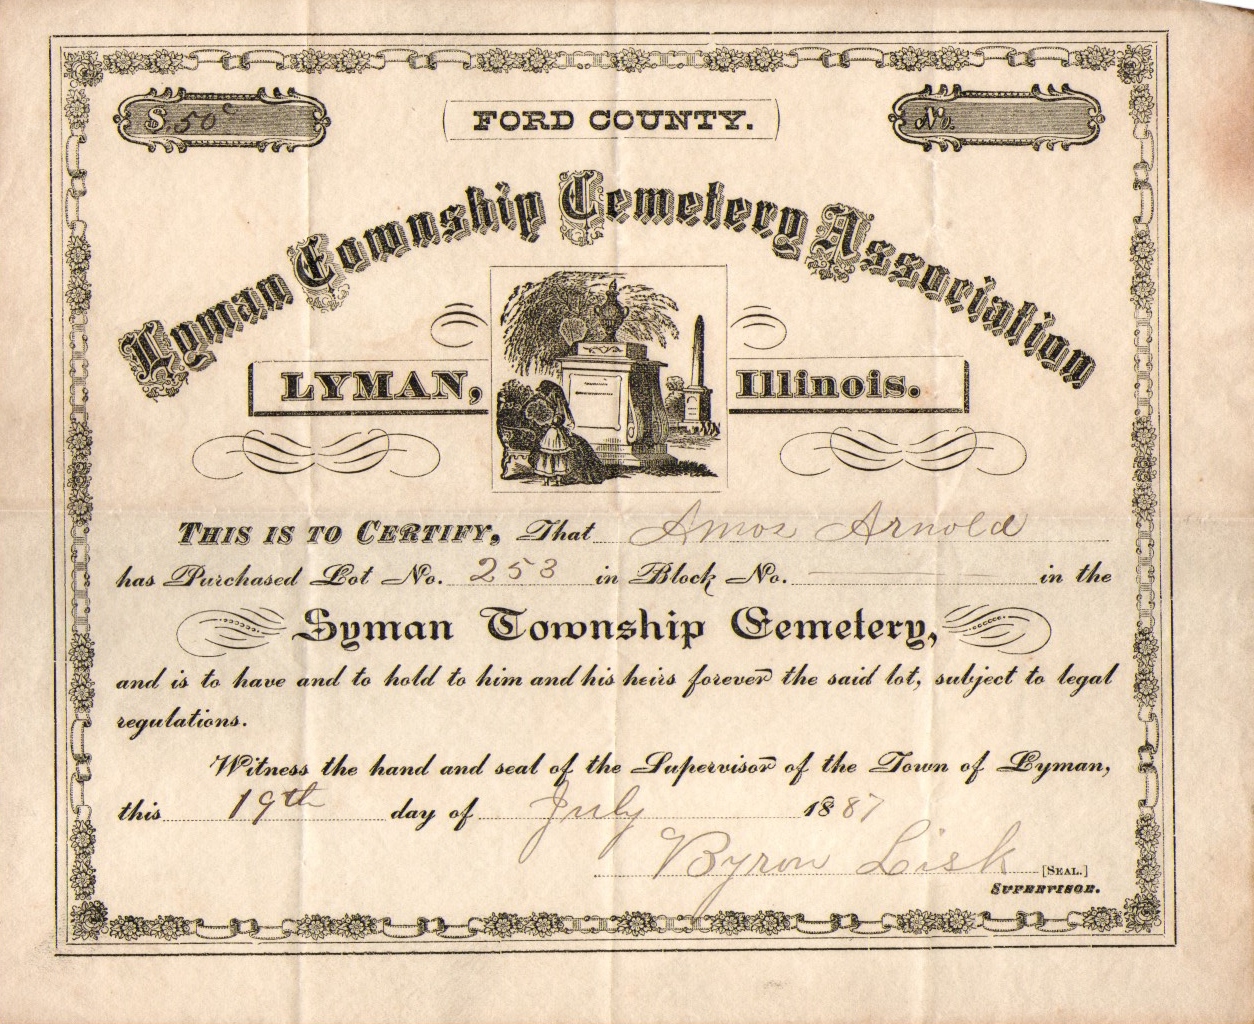 $ .50c
FORD COUNTY.
No.
Lyman Township Cemetery Association
LYMAN, Illinois.
THIS IS TO CERTIFY, That Amos Arnold
has Purchased Lot No. 253 in Block No. —— in the
Lyman Township Cemetery,
and is to have and to hold to him and his heirs forever the said lot, subject to legal
regulations.
Witness the hand and seal of the Supervisor of the Town of Lyman,
this 19th day of July 1887
Byron Lisk [SEAL.]
SUPERVISOR.